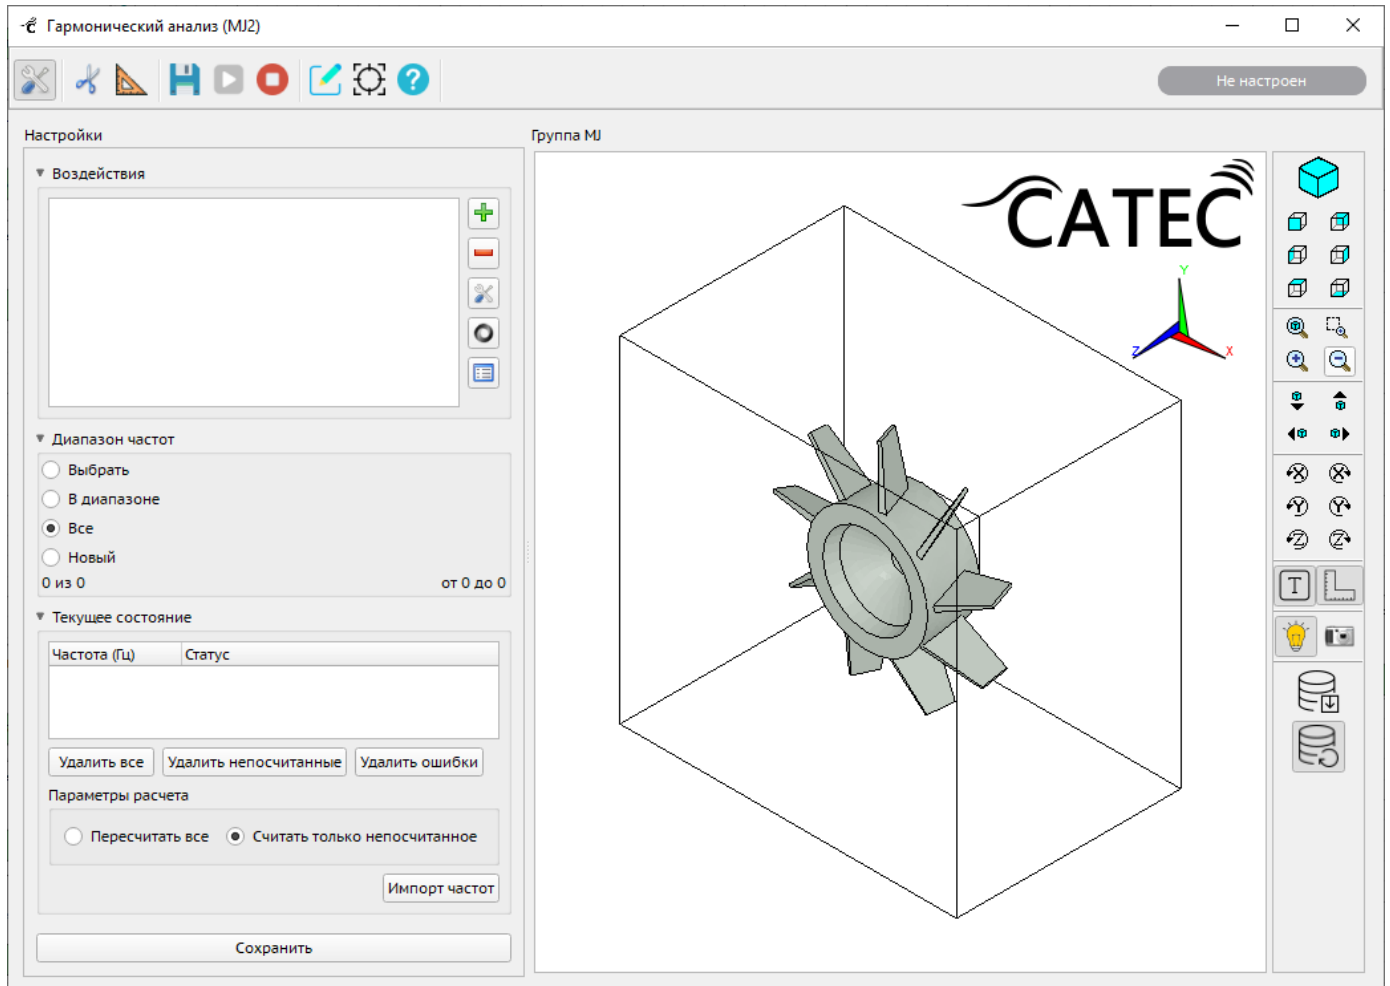 Гармонический анализ (MJ2)
Не настроен
Настройки
Группа MJ
Воздействия
Диапазон частот
Выбрать
В диапазоне
Все
Новый
0 из 0
от 0 до 0
Текущее состояние
Частота (Гц) Статус
Удалить все Удалить непосчитанные Удалить ошибки
Параметры расчета
Пересчитать все Считать только непосчитанное
Импорт частот
Сохранить
CATEC
Y
Z X
X X
Y Y
Z Z
T